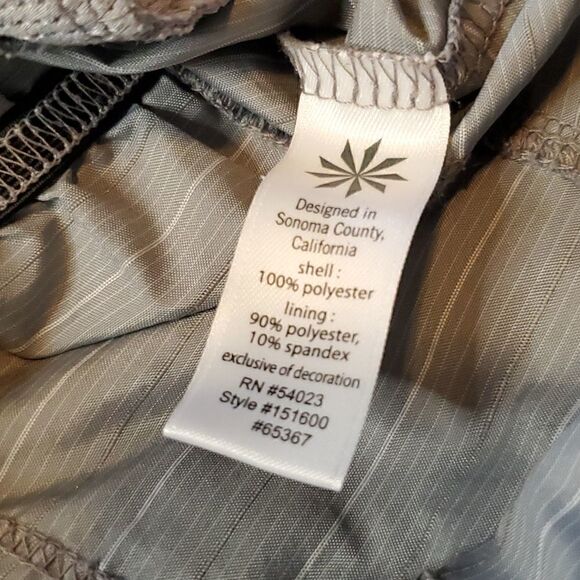 Designed in
Sonoma County,
California
shell :
100% polyester
lining :
90% polyester,
10% spandex
exclusive of decoration
RN #54023
Style #151600
#65367